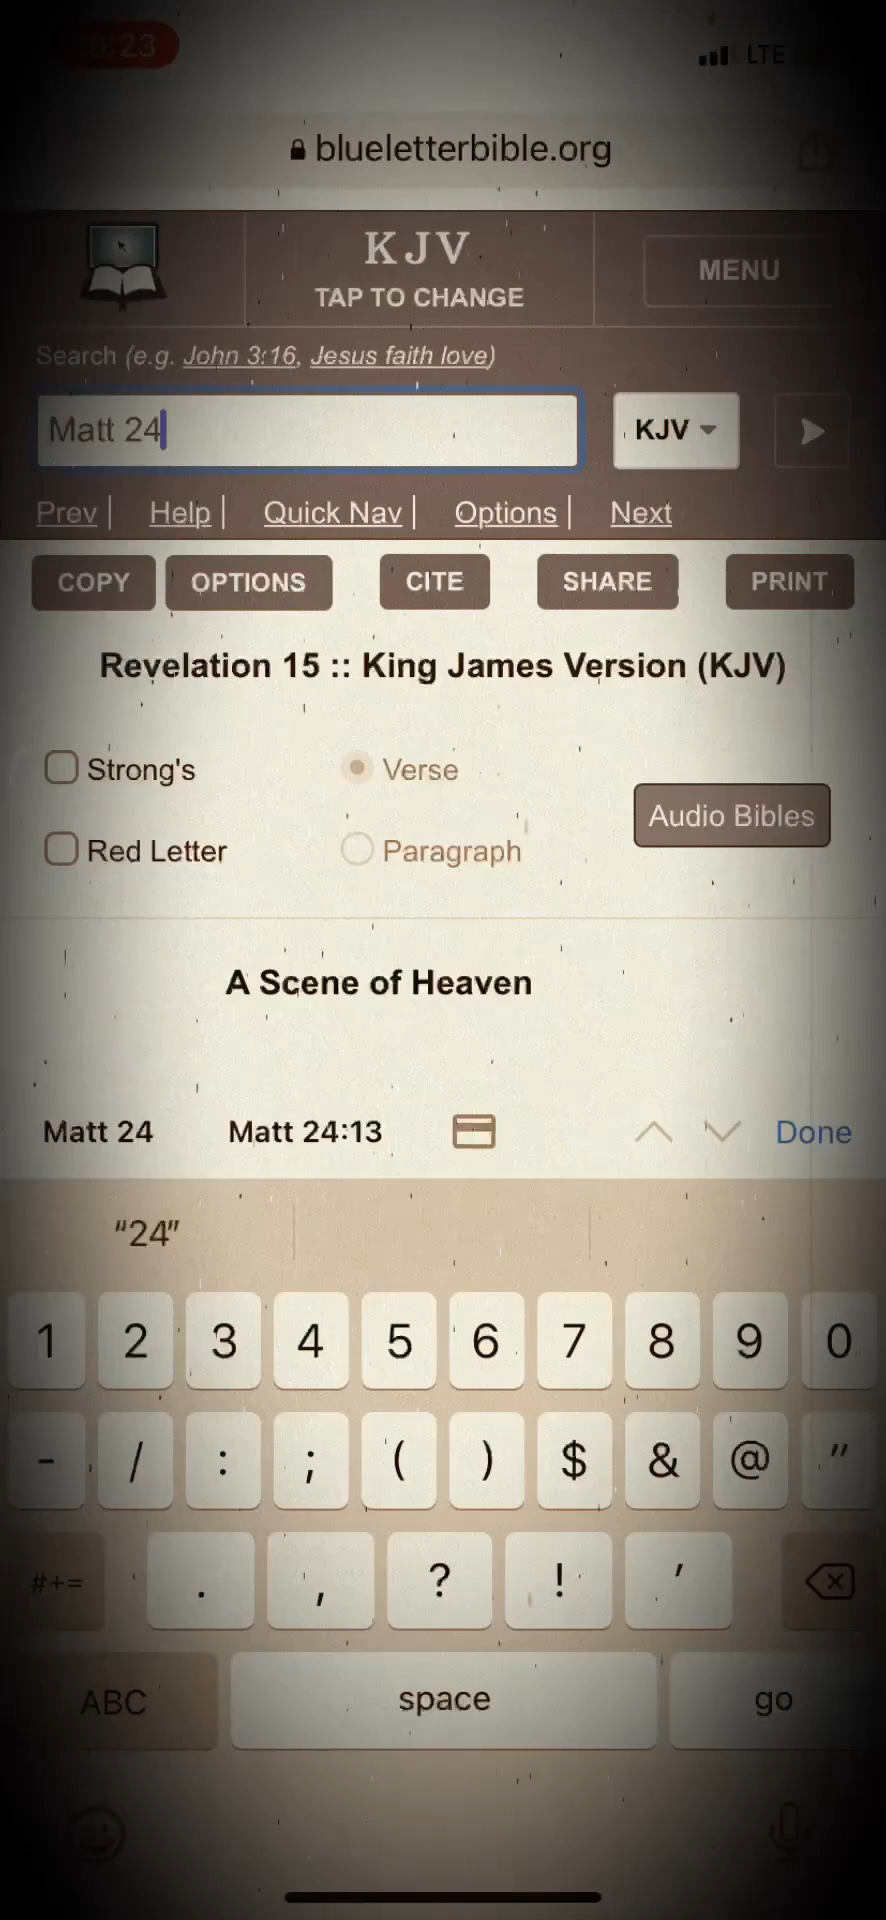 LTE
blueletterbible.org
KJV
TAP TO CHANGE
MENU
Search (e.g. John 3:16, Jesus faith love)
Matt 24
KJV
Prev | Help | Quick Nav | Options | Next
COPY OPTIONS CITE SHARE PRINT
Revelation 15 :: King James Version (KJV)
Strong's Verse
Audio Bibles
Red Letter Paragraph
A Scene of Heaven
Matt 24 Matt 24:13 Done
“24”
1 2 3 4 5 6 7 8 9 0
- / : ; ( ) $ & @ "
#+= . , ? ! '
ABC space go